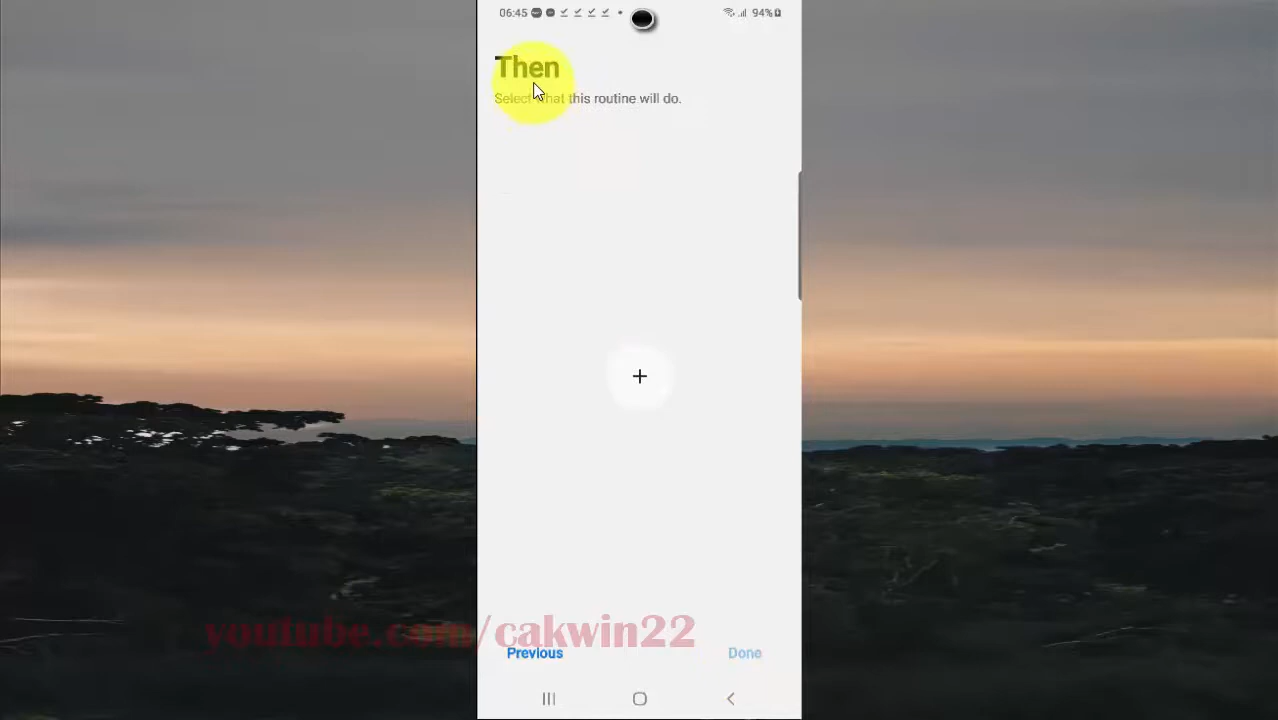 06:45
94%
Then
Select what this routine will do.
youtube.com/cakwin22
Previous
Done